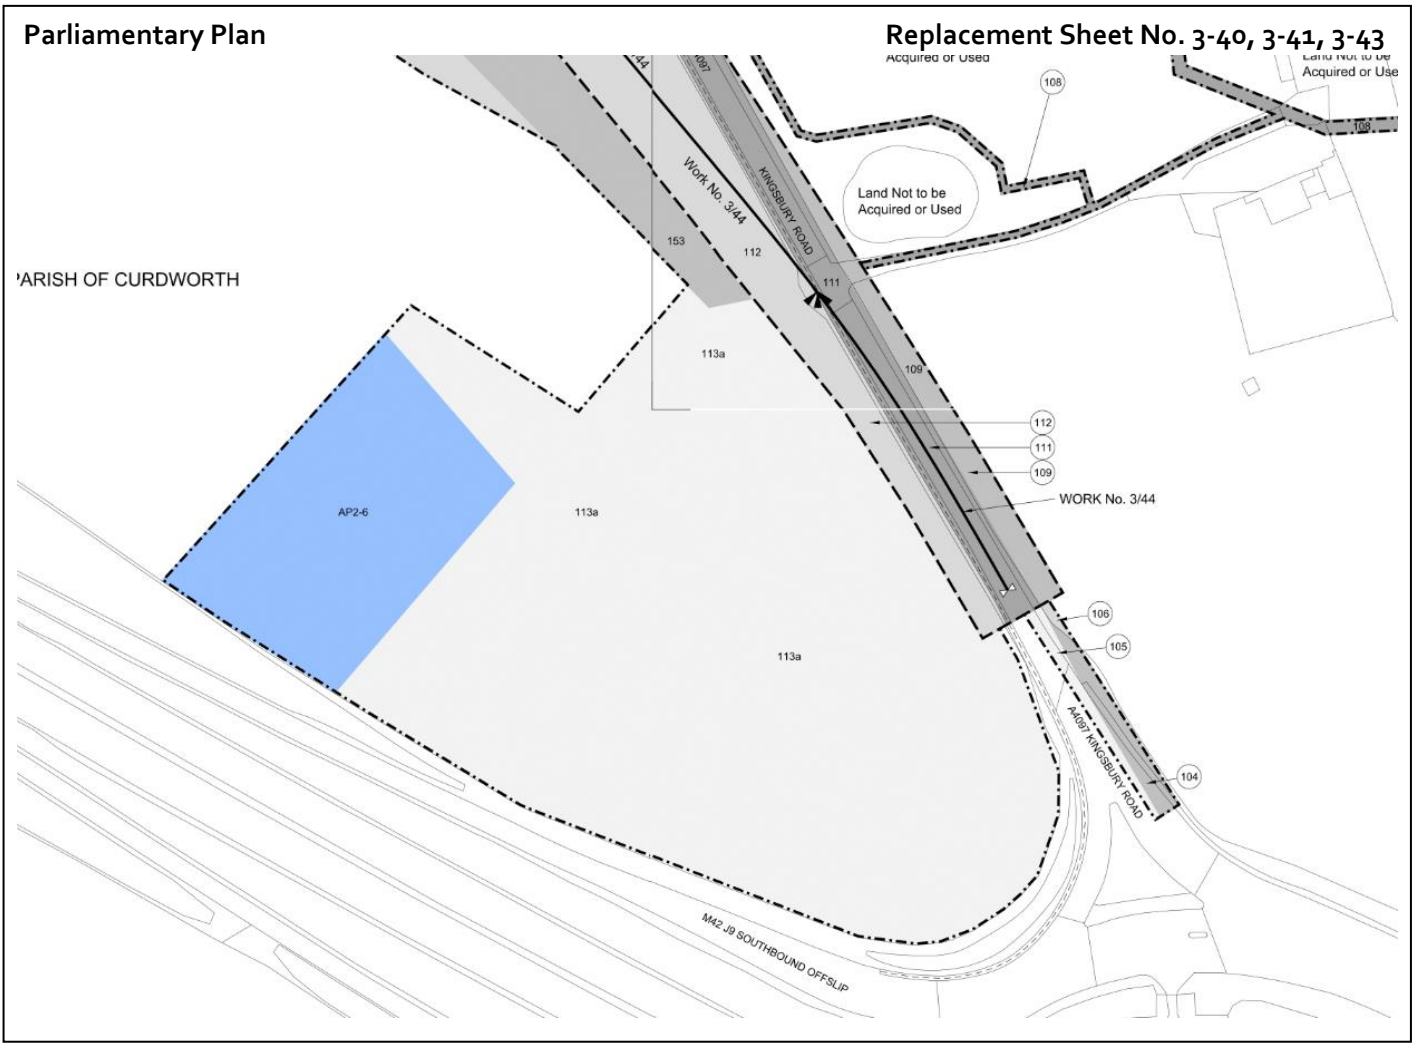 Parliamentary Plan
Replacement Sheet No. 3-40, 3-41, 3-43
Acquired or Used
Land Not to be
Acquired or Use
/44
4097
108
108
KINGSBURY ROAD
Work No. 3/44
Land Not to be
Acquired or Used
153
112
111
ARISH OF CURDWORTH
113a
109
112
111
109
WORK No. 3/44
AP2-6
113a
106
105
113a
A4097 KINGSBURY ROAD
104
M42 J9 SOUTHBOUND OFFSLIP